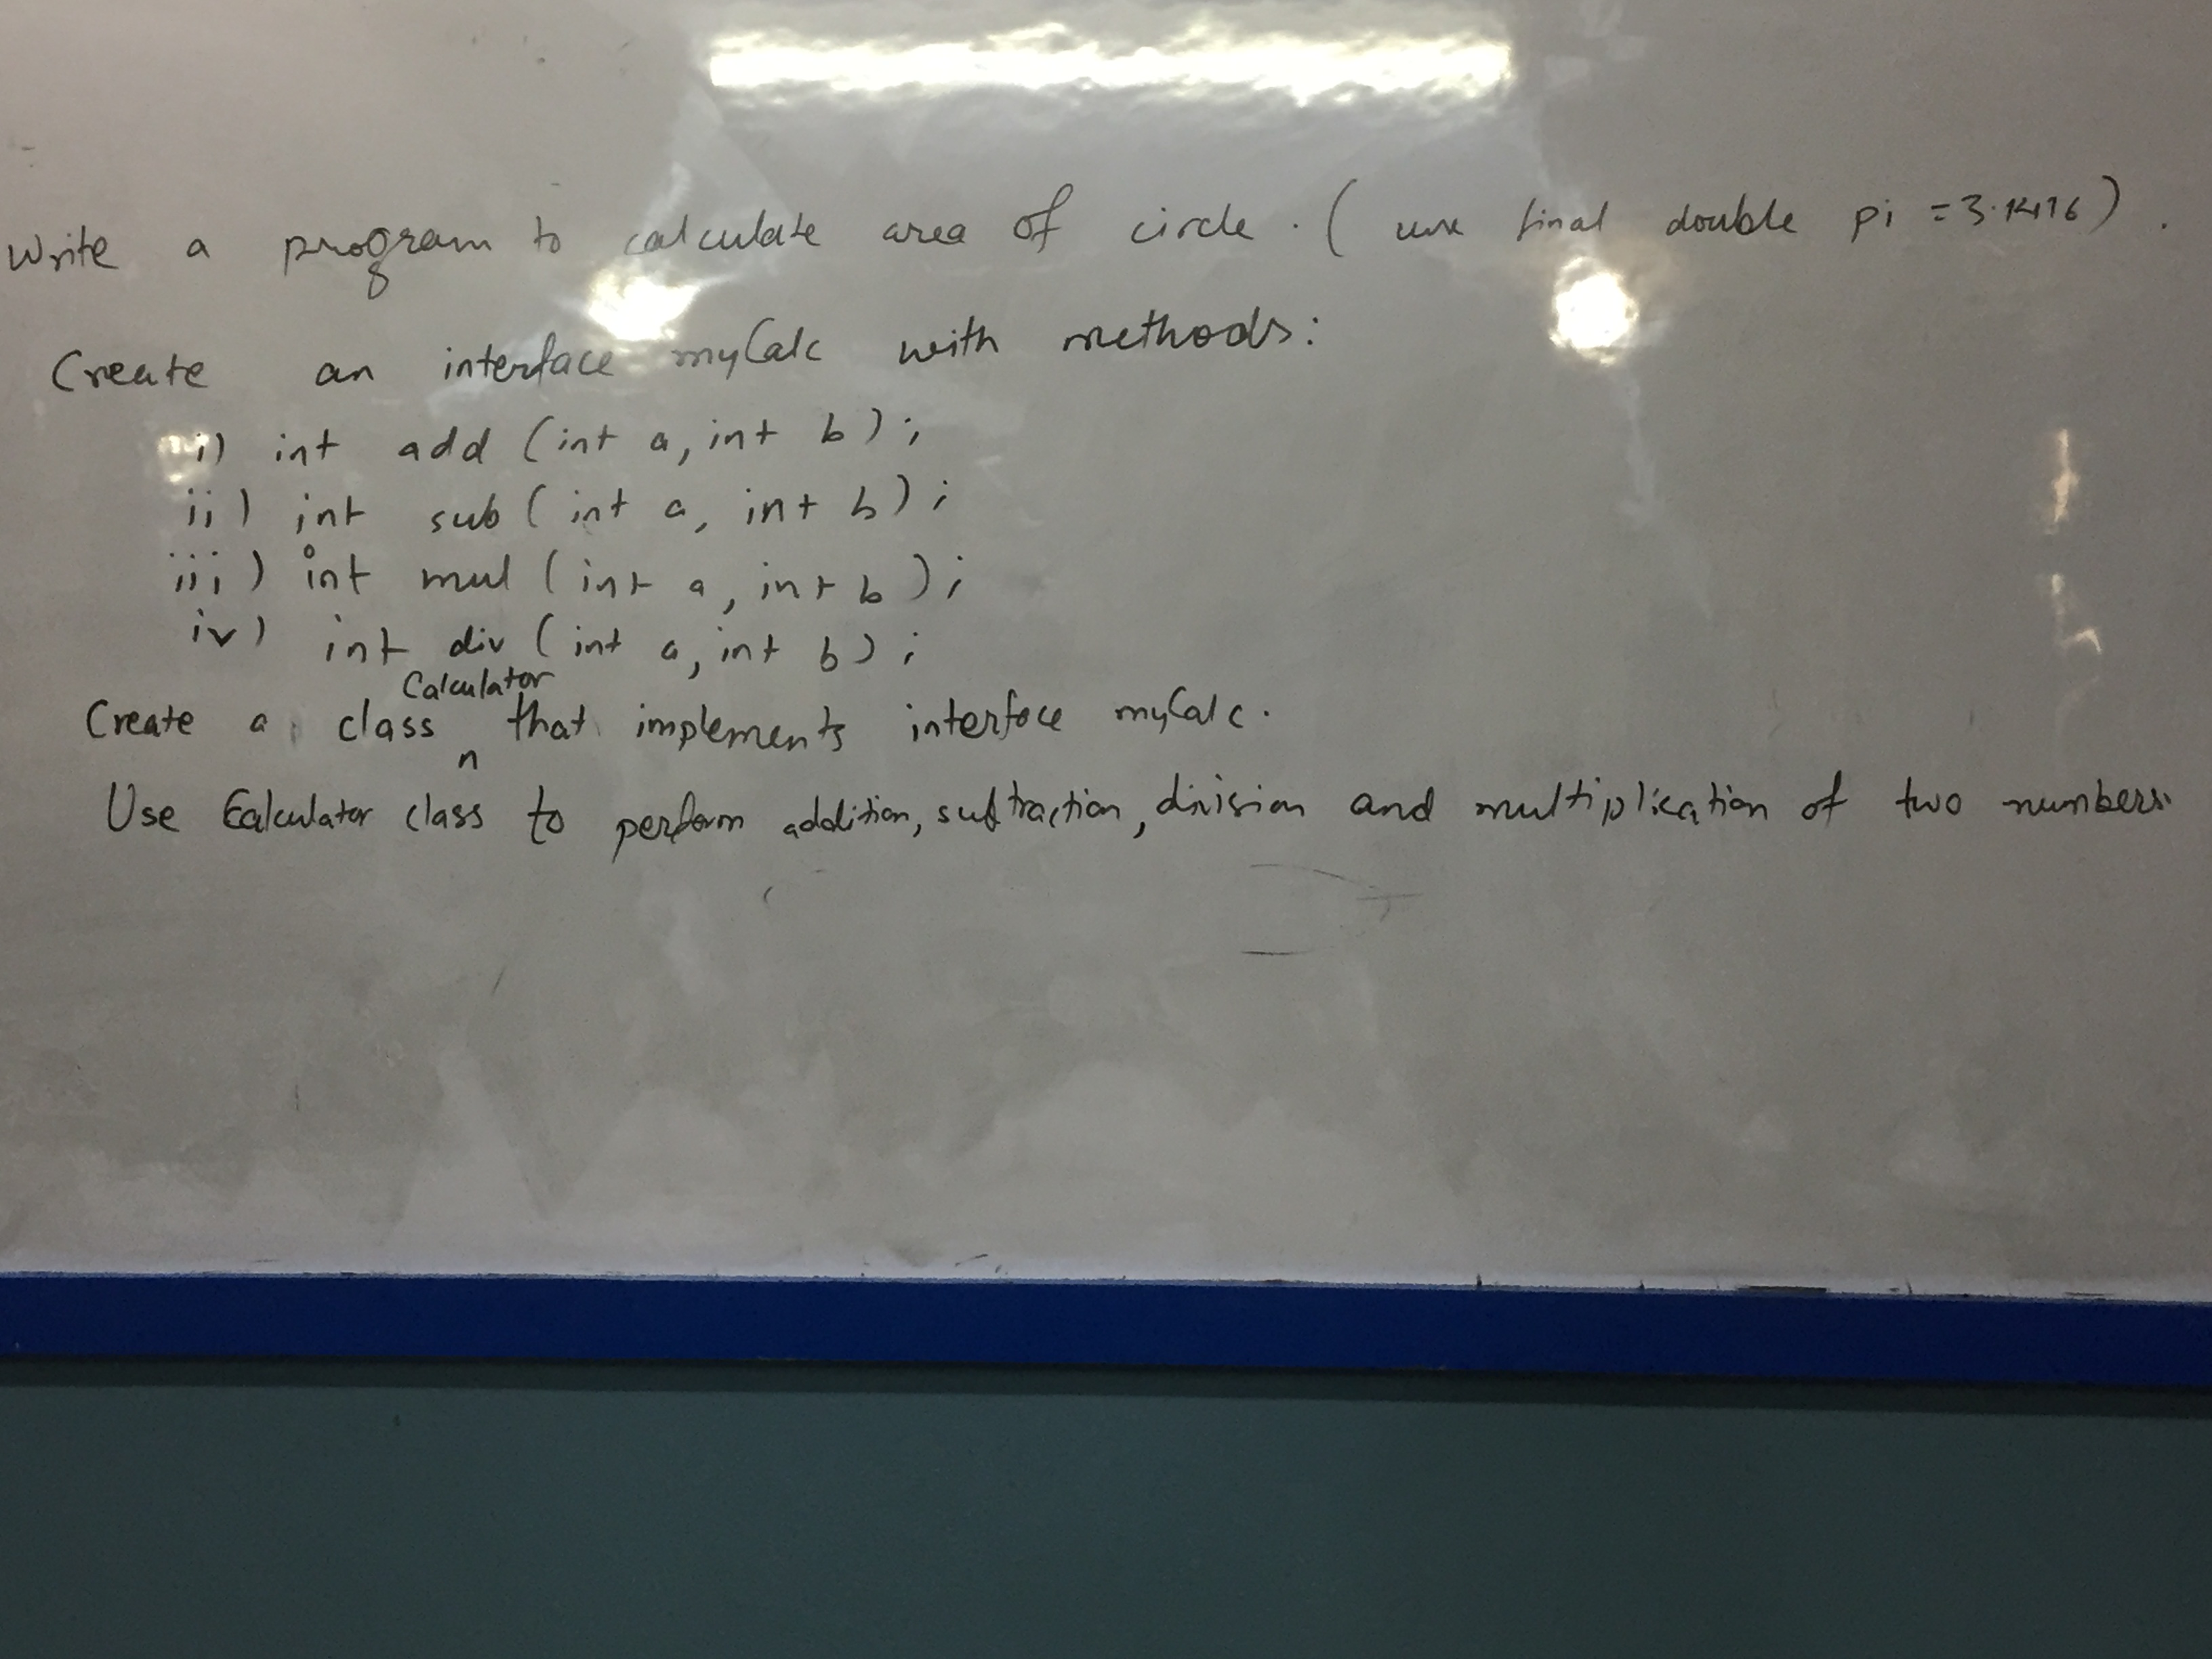 Write a program to calculate area of circle. ( use final double pi = 3.1416 ).
Create an interface myCalc with methods:
i) int add (int a, int b);
ii) int sub (int a, int b);
iii) int mul (int a, int b);
iv) int div (int a, int b);
Create a class Calculator that implements interface myCalc.
Use Calculator class to perform addition, subtraction, division and multiplication of two numbers.